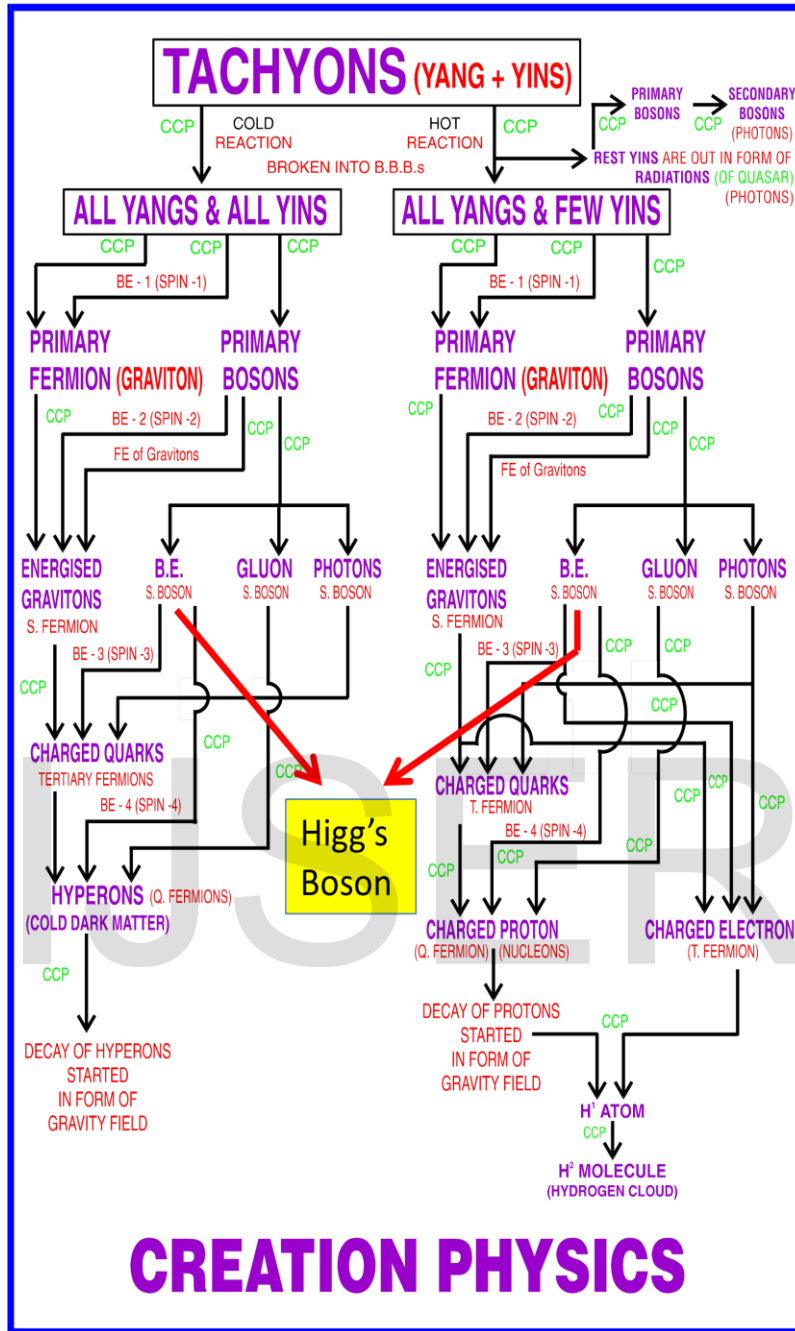 TACHYONS (YANG + YINS)
PRIMARY BOSONS
SECONDARY BOSONS (PHOTONS)
CCP
CCP
CCP
COLD REACTION
HOT REACTION
CCP
BROKEN INTO B.B.B.s
REST YINS ARE OUT IN FORM OF
RADIATIONS (OF QUASAR)
(PHOTONS)
ALL YANGS & ALL YINS
CCP
CCP
CCP
BE - 1 (SPIN -1)
PRIMARY
FERMION (GRAVITON)
PRIMARY
BOSONS
CCP
BE - 2 (SPIN -2)
CCP
CCP
FE of Gravitons
ENERGISED
GRAVITONS
S. FERMION
B.E.
S. BOSON
GLUON
S. BOSON
PHOTONS
S. BOSON
BE - 3 (SPIN -3)
CCP
CCP
CCP
CHARGED QUARKS
TERTIARY FERMIONS
BE - 4 (SPIN -4)
HYPERONS (Q. FERMIONS)
(COLD DARK MATTER)
CCP
DECAY OF HYPERONS
STARTED
IN FORM OF
GRAVITY FIELD
Higg's
Boson
ALL YANGS & FEW YINS
CCP
CCP
CCP
BE - 1 (SPIN -1)
PRIMARY
FERMION (GRAVITON)
PRIMARY
BOSONS
CCP
BE - 2 (SPIN -2)
CCP
CCP
CCP
FE of Gravitons
ENERGISED
GRAVITONS
S. FERMION
B.E.
S. BOSON
GLUON
S. BOSON
PHOTONS
S. BOSON
BE - 3 (SPIN -3)
CCP
CCP
CCP
CCP
CCP
CCP
CHARGED QUARKS
T. FERMION
BE - 4 (SPIN -4)
CCP
CCP
CCP
CHARGED PROTON
(Q. FERMION) (NUCLEONS)
CHARGED ELECTRON
(T. FERMION)
DECAY OF PROTONS
STARTED
IN FORM OF
GRAVITY FIELD
CCP
H¹ ATOM
CCP
H² MOLECULE
(HYDROGEN CLOUD)
IJSER
CREATION PHYSICS